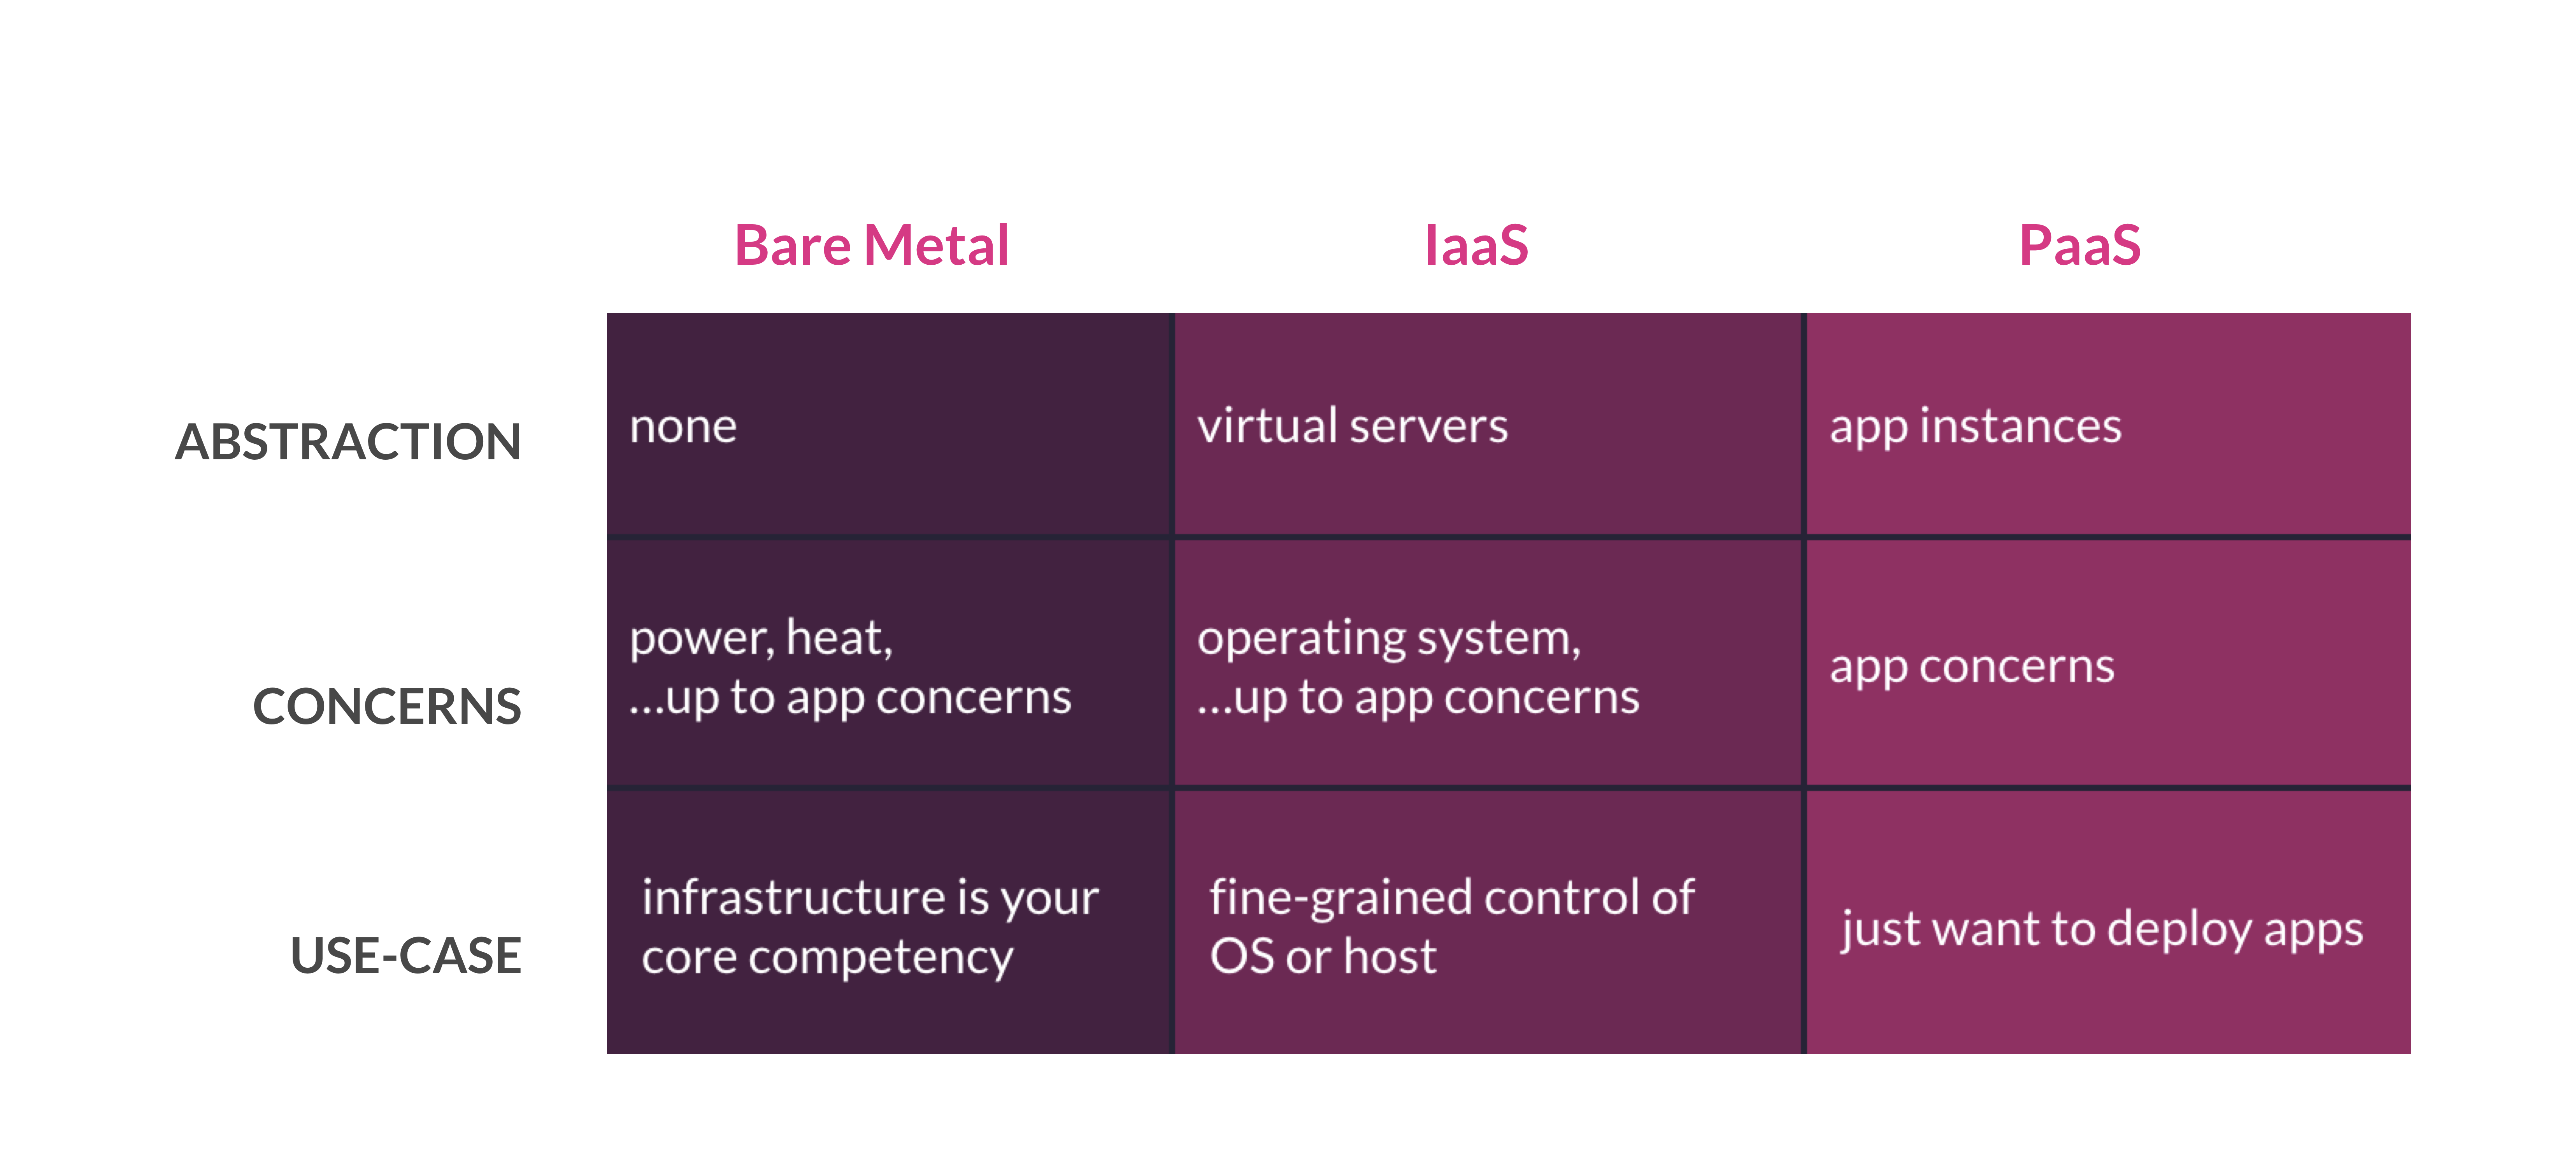 Bare Metal
IaaS
PaaS
ABSTRACTION
none
virtual servers
app instances
CONCERNS
power, heat,
...up to app concerns
operating system,
...up to app concerns
app concerns
USE-CASE
infrastructure is your
core competency
fine-grained control of
OS or host
just want to deploy apps